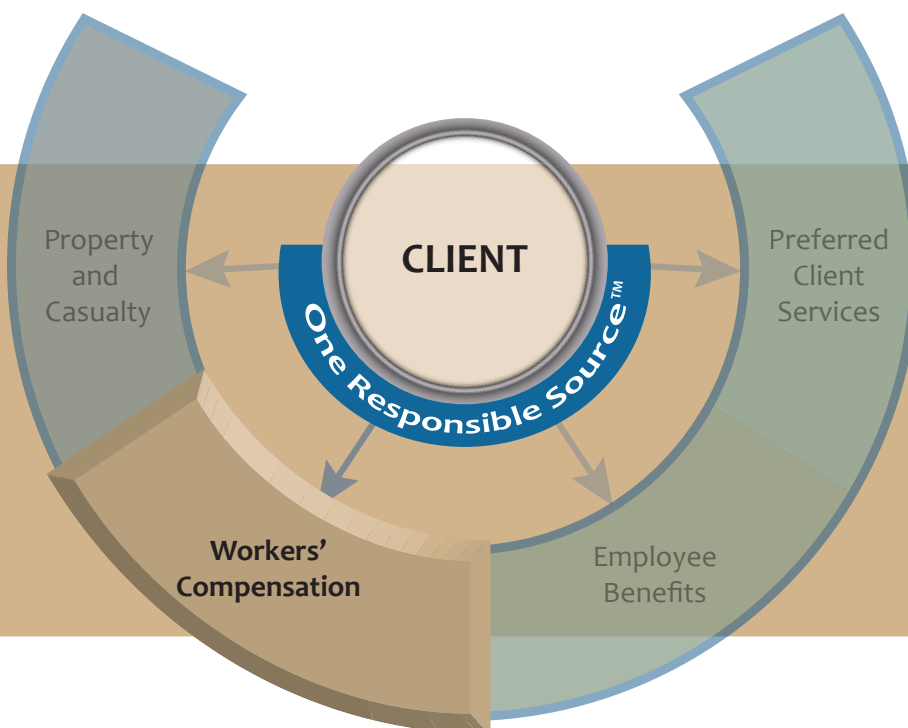 CLIENT
One Responsible Source™
Property
and
Casualty
Workers’
Compensation
Employee
Benefits
Preferred
Client
Services